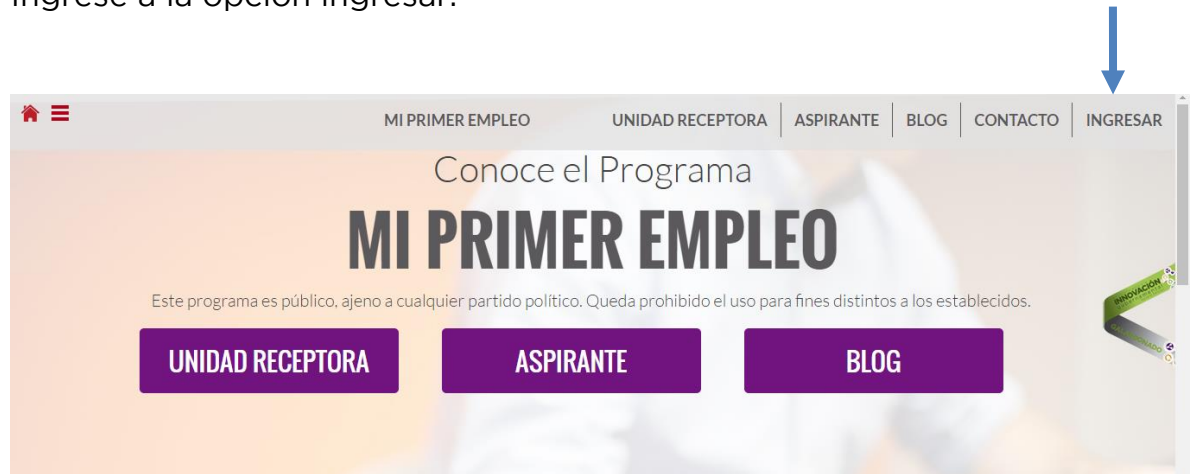 Ingrese a la opción ingresar.
MI PRIMER EMPLEO UNIDAD RECEPTORA ASPIRANTE BLOG CONTACTO INGRESAR
Conoce el Programa
MI PRIMER EMPLEO
Este programa es público, ajeno a cualquier partido político. Queda prohibido el uso para fines distintos a los establecidos.
INNOVACIÓN
GALARDONADO
UNIDAD RECEPTORA ASPIRANTE BLOG